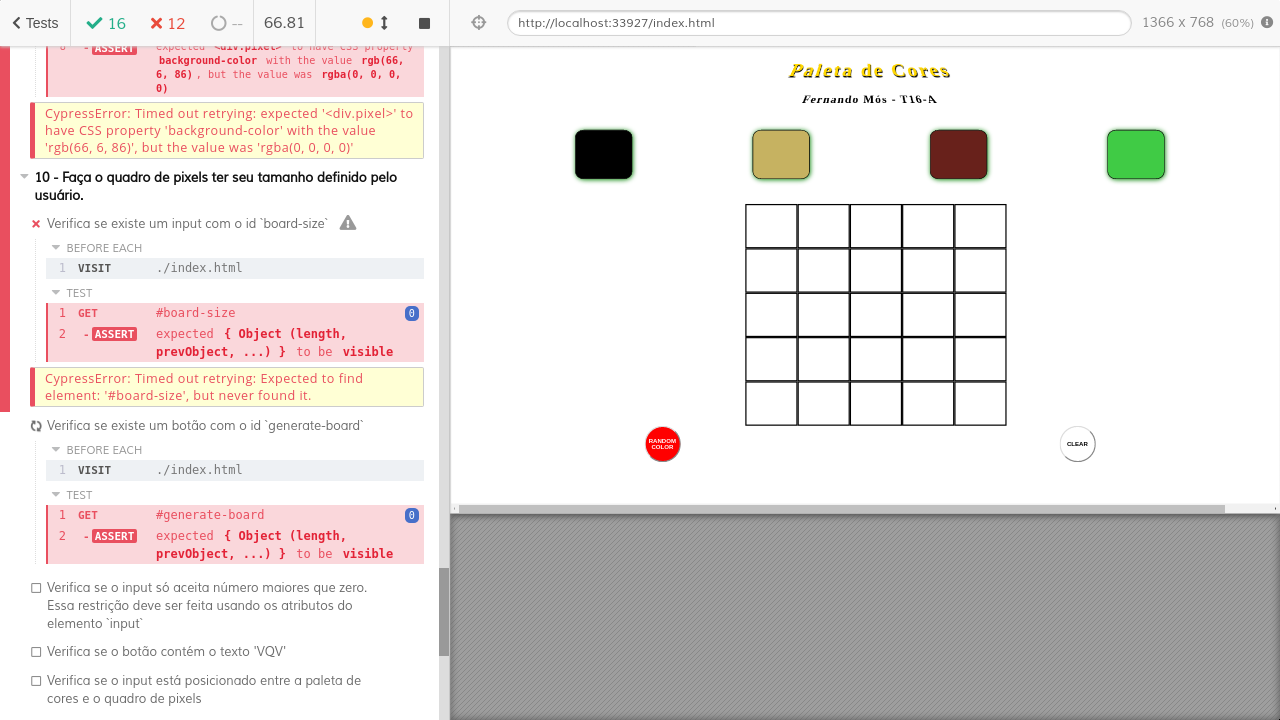 Tests
16
12
--
66.81
http://localhost:33927/index.html
1366 x 768 (60%)
6 - ASSERT expected <div.pixel> to have CSS property
background-color with the value rgb(66,
6, 86) , but the value was rgba(0, 0, 0,
0)
CypressError: Timed out retrying: expected '<div.pixel>' to
have CSS property 'background-color' with the value
'rgb(66, 6, 86)', but the value was 'rgba(0, 0, 0, 0)'
10 - Faça o quadro de pixels ter seu tamanho definido pelo
usuário.
Verifica se existe um input com o id `board-size`
BEFORE EACH
1 VISIT ./index.html
TEST
1 GET #board-size 0
2 - ASSERT expected { Object (length,
prevObject, ...) } to be visible
CypressError: Timed out retrying: Expected to find
element: '#board-size', but never found it.
Verifica se existe um botão com o id `generate-board`
BEFORE EACH
1 VISIT ./index.html
TEST
1 GET #generate-board 0
2 - ASSERT expected { Object (length,
prevObject, ...) } to be visible
Verifica se o input só aceita número maiores que zero.
Essa restrição deve ser feita usando os atributos do
elemento `input`
Verifica se o botão contém o texto 'VQV'
Verifica se o input está posicionado entre a paleta de
cores e o quadro de pixels
Paleta de Cores
Fernando Mós - T16-A
RANDOM
COLOR
CLEAR